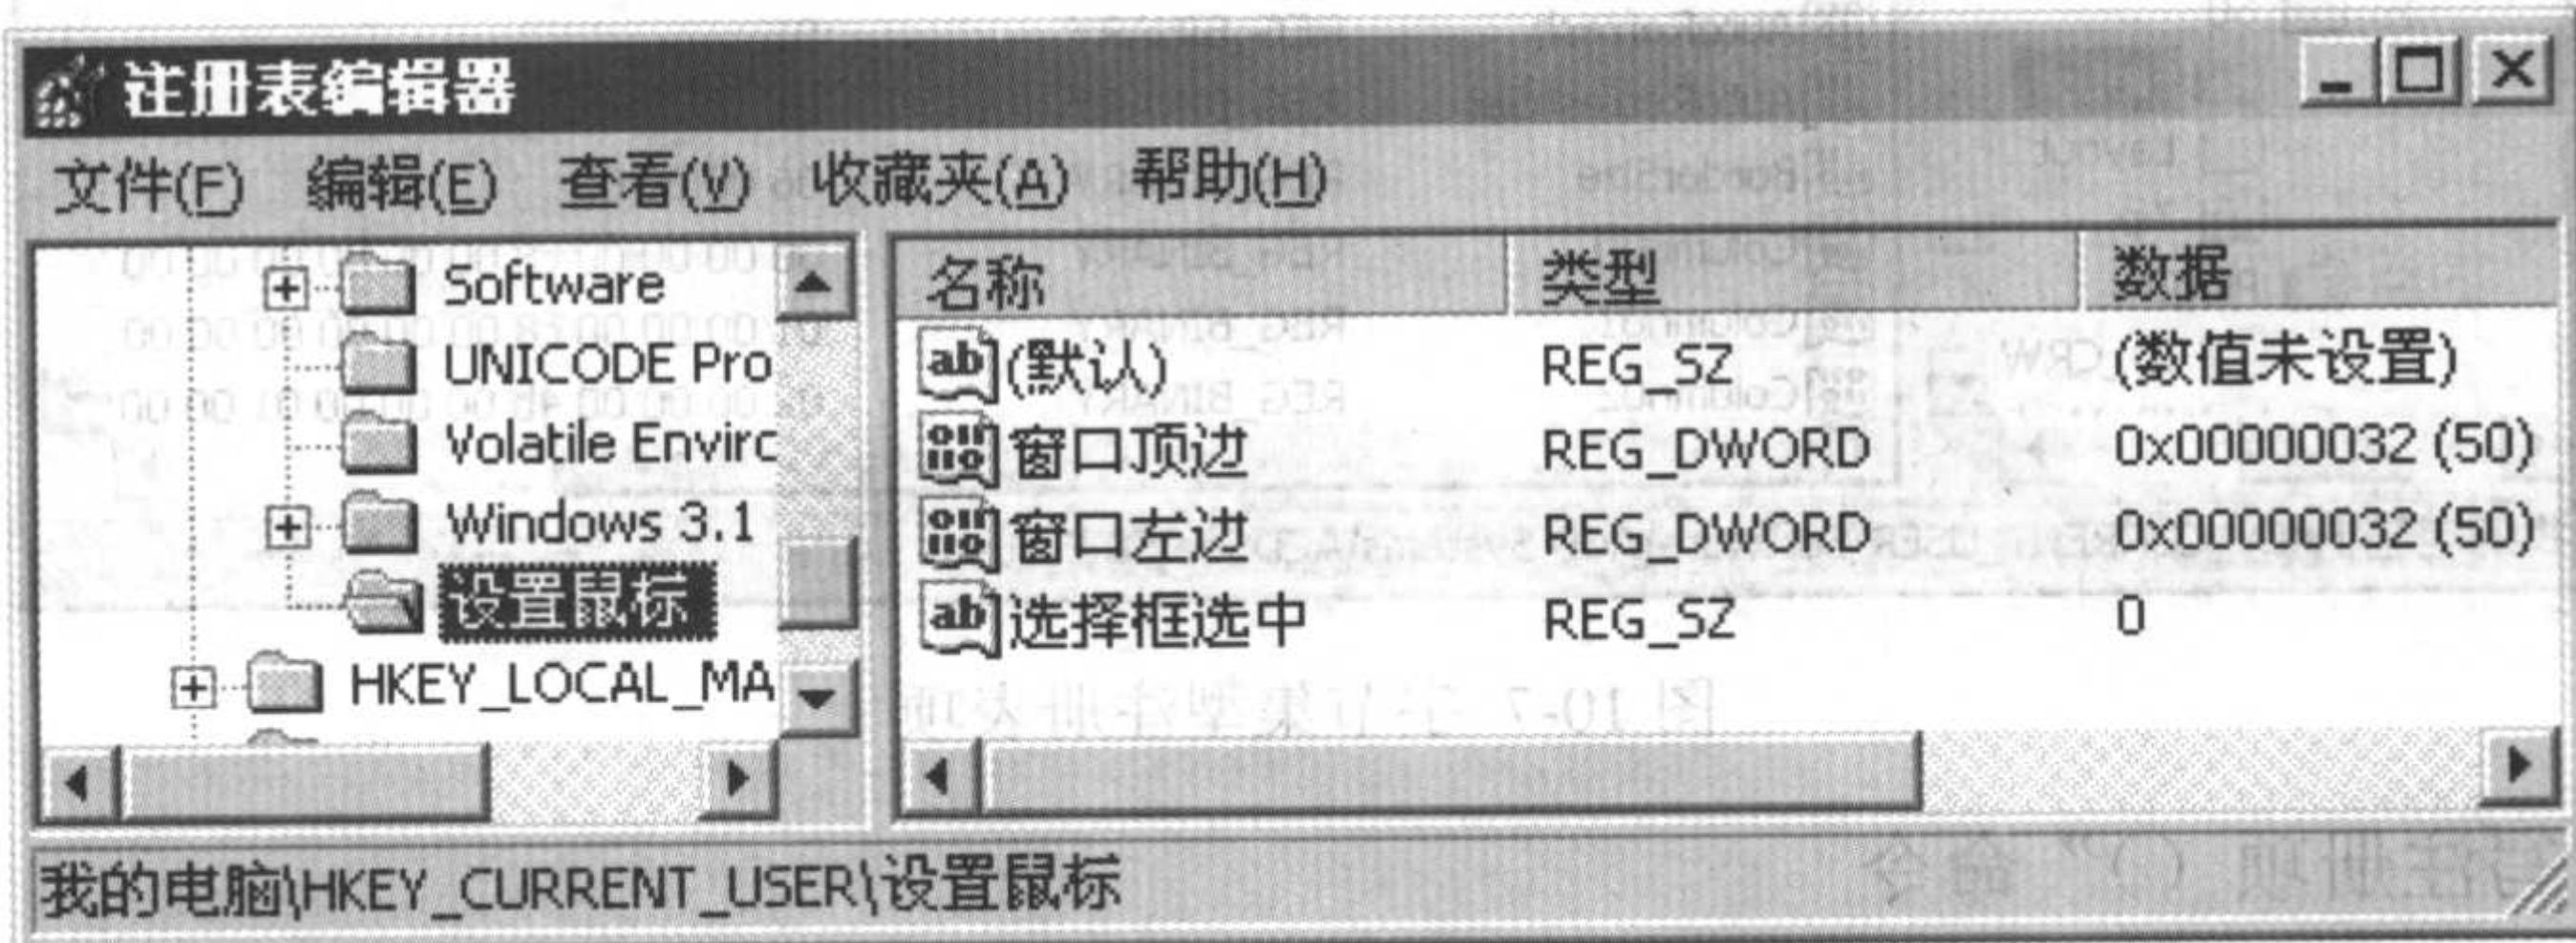 注册表编辑器
文件(F) 编辑(E) 查看(V) 收藏夹(A) 帮助(H)
Software
UNICODE Pro
Volatile Envirc
Windows 3.1
设置鼠标
HKEY_LOCAL_MA
名称 类型 数据
(默认) REG_SZ (数值未设置)
窗口顶边 REG_DWORD 0x00000032 (50)
窗口左边 REG_DWORD 0x00000032 (50)
选择框选中 REG_SZ 0
我的电脑\HKEY_CURRENT_USER\设置鼠标